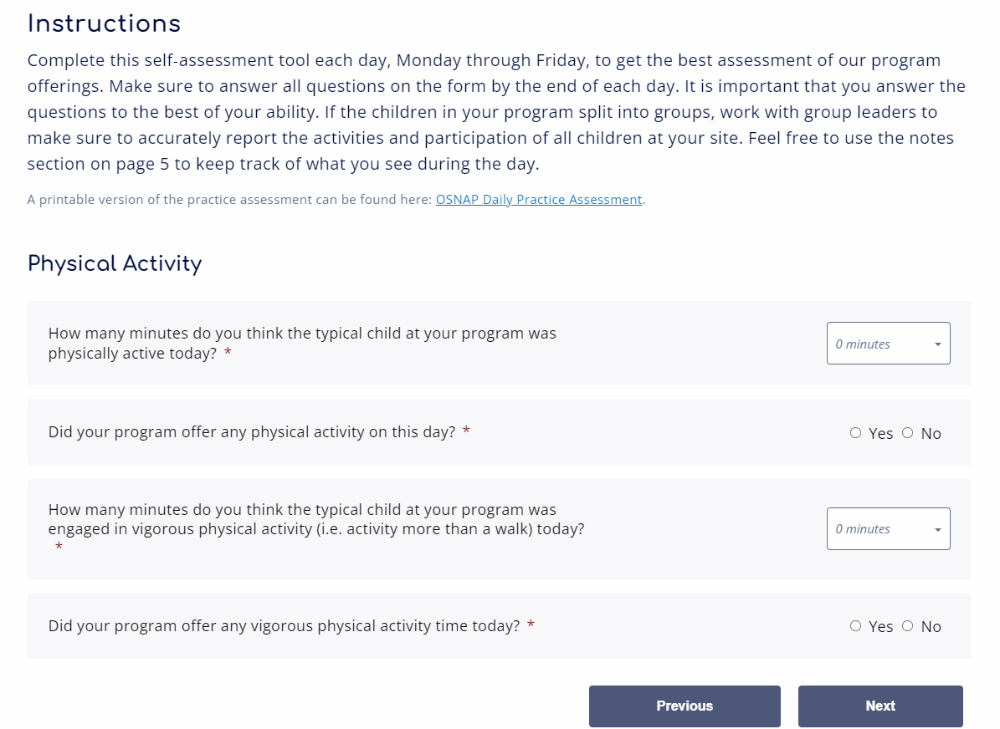 Instructions
Complete this self-assessment tool each day, Monday through Friday, to get the best assessment of our program
offerings. Make sure to answer all questions on the form by the end of each day. It is important that you answer the
questions to the best of your ability. If the children in your program split into groups, work with group leaders to
make sure to accurately report the activities and participation of all children at your site. Feel free to use the notes
section on page 5 to keep track of what you see during the day.
A printable version of the practice assessment can be found here: OSNAP Daily Practice Assessment.
Physical Activity
How many minutes do you think the typical child at your program was
physically active today? *
0 minutes
Did your program offer any physical activity on this day? *
Yes No
How many minutes do you think the typical child at your program was
engaged in vigorous physical activity (i.e. activity more than a walk) today?
*
0 minutes
Did your program offer any vigorous physical activity time today? *
Yes No
Previous Next